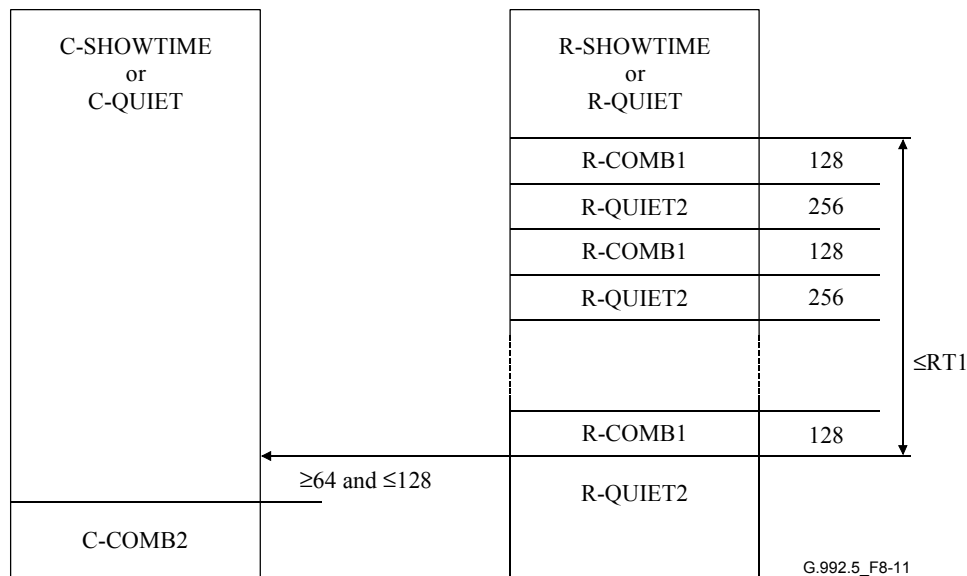 C-SHOWTIME
or
C-QUIET
R-SHOWTIME
or
R-QUIET
R-COMB1 128
R-QUIET2 256
R-COMB1 128
R-QUIET2 256
≤RT1
R-COMB1 128
≥64 and ≤128
R-QUIET2
C-COMB2
G.992.5_F8-11